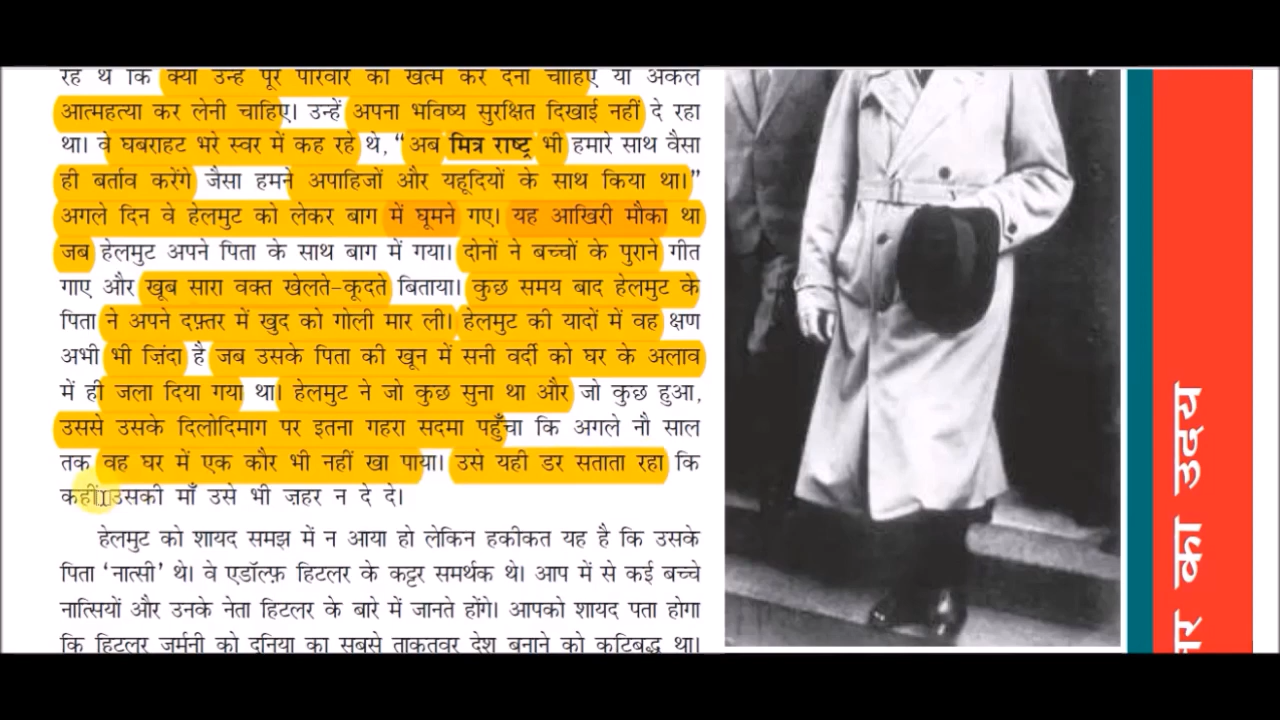 रहे थे कि क्या उन्हें पूरे परिवार को खत्म कर देना चाहिए या अकेले
आत्महत्या कर लेनी चाहिए। उन्हें अपना भविष्य सुरक्षित दिखाई नहीं दे रहा
था। वे घबराहट भरे स्वर में कह रहे थे, “अब मित्र राष्ट्र भी हमारे साथ वैसा
ही बर्ताव करेंगे जैसा हमने अपाहिजों और यहूदियों के साथ किया था।”
अगले दिन वे हेलमुट को लेकर बाग में घूमने गए। यह आखिरी मौका था
जब हेलमुट अपने पिता के साथ बाग में गया। दोनों ने बच्चों के पुराने गीत
गाए और खूब सारा वक्त खेलते-कूदते बिताया। कुछ समय बाद हेलमुट के
पिता ने अपने दफ़्तर में खुद को गोली मार ली। हेलमुट की यादों में वह क्षण
अभी भी ज़िंदा है जब उसके पिता की खून में सनी वर्दी को घर के अलाव
में ही जला दिया गया था। हेलमुट ने जो कुछ सुना था और जो कुछ हुआ,
उससे उसके दिलोदिमाग पर इतना गहरा सदमा पहुँचा कि अगले नौ साल
तक वह घर में एक कौर भी नहीं खा पाया। उसे यही डर सताता रहा कि
कहीं उसकी माँ उसे भी ज़हर न दे दे।
हेलमुट को शायद समझ में न आया हो लेकिन हकीकत यह है कि उसके
पिता ‘नात्सी’ थे। वे एडॉल्फ़ हिटलर के कट्टर समर्थक थे। आप में से कई बच्चे
नात्सियों और उनके नेता हिटलर के बारे में जानते होंगे। आपको शायद पता होगा
कि हिटलर जर्मनी को दुनिया का सबसे ताकतवर देश बनाने को कटिबद्ध था।
का उदय